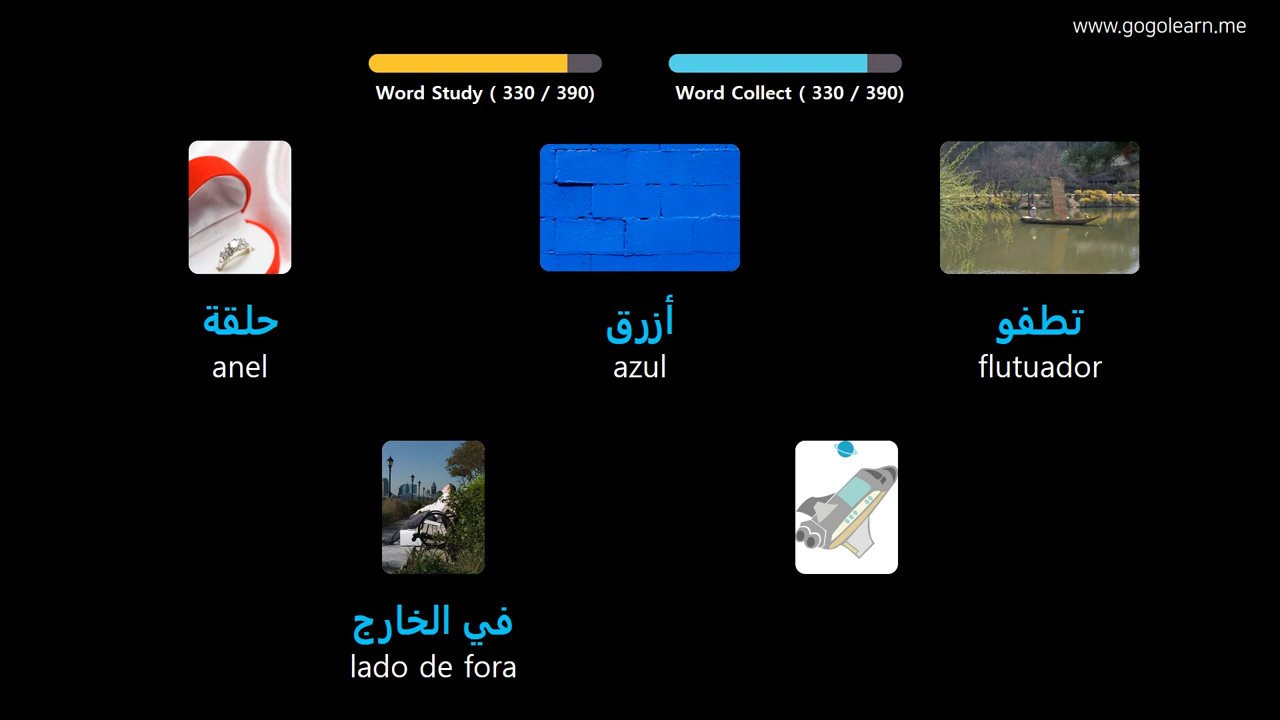 www.gogolearn.me
Word Study ( 330 / 390)
Word Collect ( 330 / 390)
حلقة
anel
أزرق
azul
تطفو
flutuador
في الخارج
lado de fora